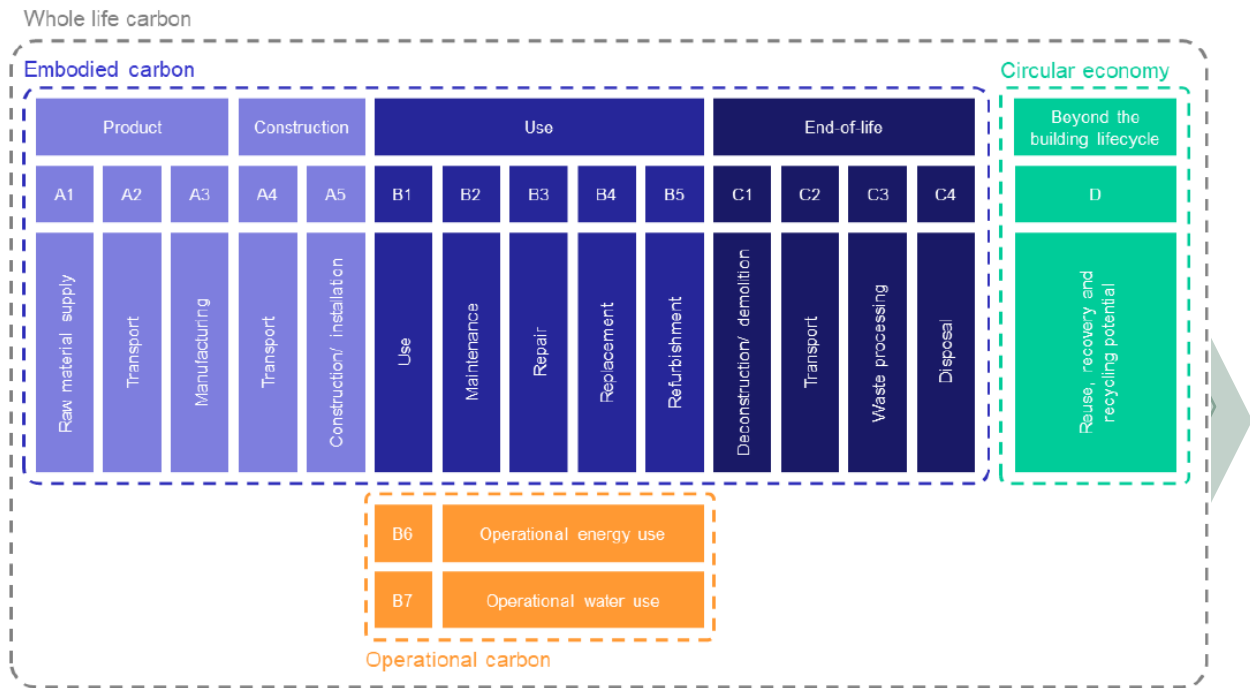 Whole life carbon
Embodied carbon
Circular economy
Product
Construction
Use
End-of-life
Beyond the
building lifecycle
A1
A2
A3
A4
A5
B1
B2
B3
B4
B5
C1
C2
C3
C4
D
Raw material supply
Transport
Manufacturing
Transport
Construction/ installation
Use
Maintenance
Repair
Replacement
Refurbishment
Deconstruction/ demolition
Transport
Waste processing
Disposal
Reuse, recovery and
recycling potential
B6
Operational energy use
B7
Operational water use
Operational carbon